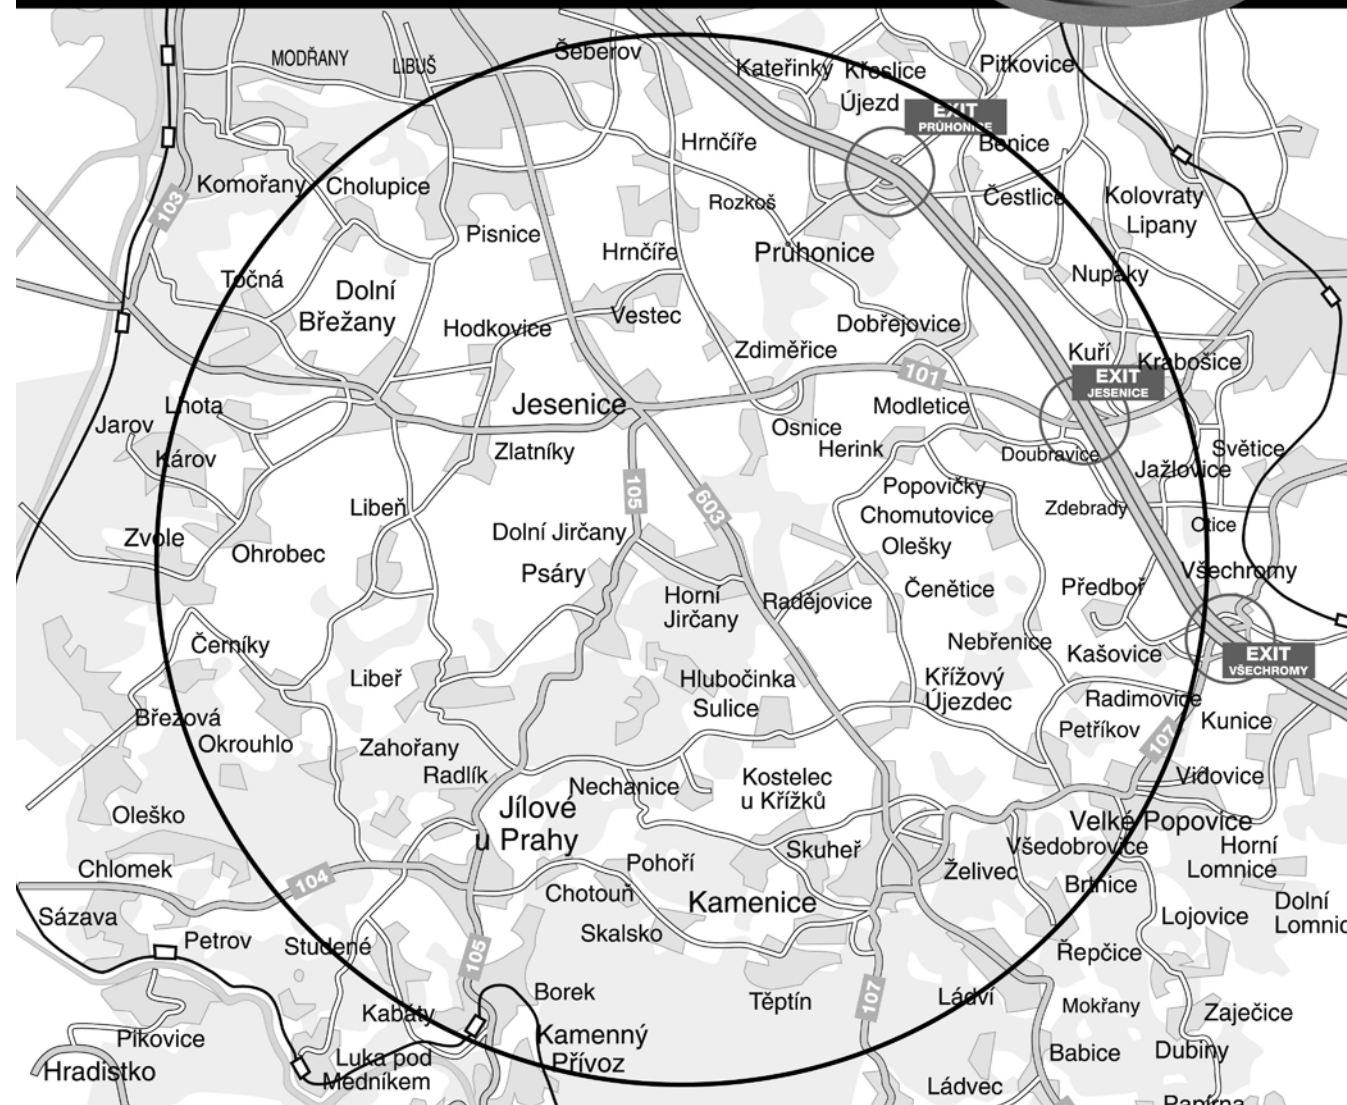 MODŘANY
LIBUŠ
Šeberov
Kateřinky
Křeslice
Pitkovice
Újezd
EXIT
PRŮHONICE
Hrnčíře
Benice
Komořany
Cholupice
Rozkoš
Čestlice
Kolovraty
Lipany
103
Pisnice
Hrnčíře
Průhonice
Nupaky
Točná
Dolní
Břežany
Hodkovice
Vestec
Dobřejovice
Zdiměřice
Kuří
Krabošice
101
EXIT
JESENICE
Lhota
Jesenice
Modletice
Jarov
Osnice
Károv
Zlatníky
Herink
Doubravice
Světice
Jažlovice
105
603
Popovičky
Libeň
Chomutovice
Zdebrady
Otice
Zvole
Ohrobec
Dolní Jirčany
Olešky
Psáry
Všechromy
Horní
Jirčany
Radějovice
Čenětice
Předboř
Černíky
Nebřenice
Kašovice
EXIT
VŠECHROMY
Libeř
Hlubočinka
Sulice
Křížový
Újezdec
Radimovice
Březová
Okrouhlo
Petříkov
Kunice
107
Zahořany
Radlík
Nechanice
Kostelec
u Křížků
Vidovice
Oleško
Jílové
u Prahy
Velké Popovice
Skuheř
Všedobrovice
Horní
Lomnice
Chlomek
Pohoří
Želivec
104
Chotouň
Kamenice
Brtnice
Dolní
Lomnic
Sázava
Lojovice
Petrov
Studené
Skalsko
105
Řepčice
Borek
Těptín
107
Ládví
Mokřany
Zaječice
Kabáty
Pikovice
Kamenný
Přívoz
Luka pod
Medníkem
Babice
Dubiny
Hradistko
Ládvec
Papírna